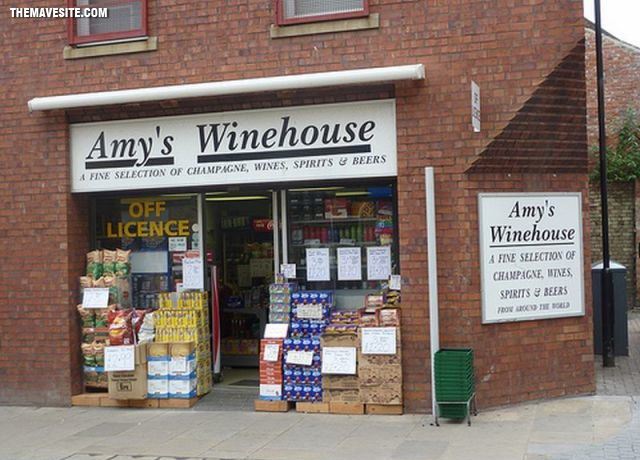 THEMAVESITE.COM
Amy's Winehouse
A FINE SELECTION OF CHAMPAGNE, WINES, SPIRITS & BEERS
OFF
LICENCE
Amy's
Winehouse
A FINE SELECTION OF
CHAMPAGNE, WINES,
SPIRITS & BEERS
FROM AROUND THE WORLD